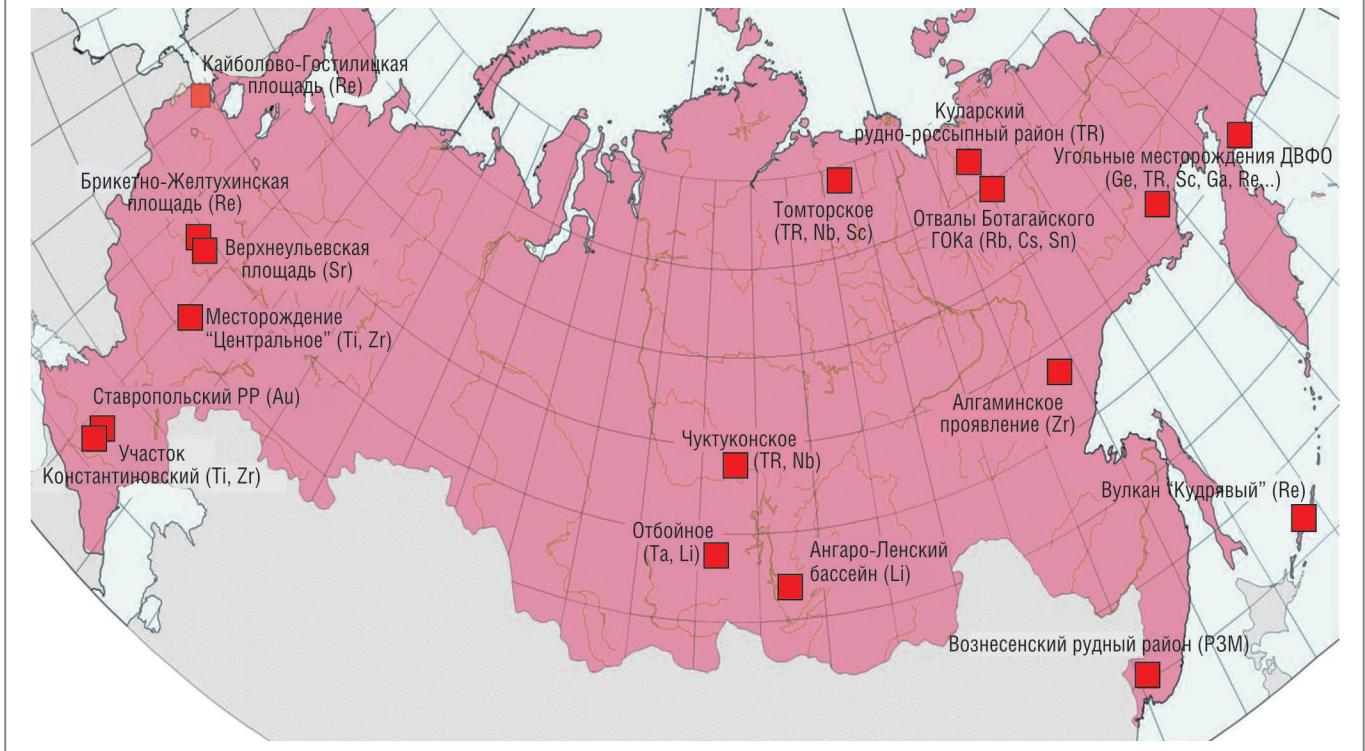 Кайболово-Гостилицкая
площадь (Re)
Куларский
рудно-россыпный район (TR)
Угольные месторождения ДВФО
(Ge, TR, Sc, Ga, Re...)
Брикетно-Желтухинская
площадь (Re)
Томторское
(TR, Nb, Sc)
Отвалы Ботагайского
ГОКа (Rb, Cs, Sn)
Верхнеульевская
площадь (Sr)
Месторождение
“Центральное” (Ti, Zr)
Ставропольский РР (Au)
Алгаминское
проявление (Zr)
Участок
Константиновский (Ti, Zr)
Чуктуконское
(TR, Nb)
Вулкан “Кудрявый” (Re)
Отбойное
(Ta, Li)
Ангаро-Ленский
бассейн (Li)
Вознесенский рудный район (РЗМ)